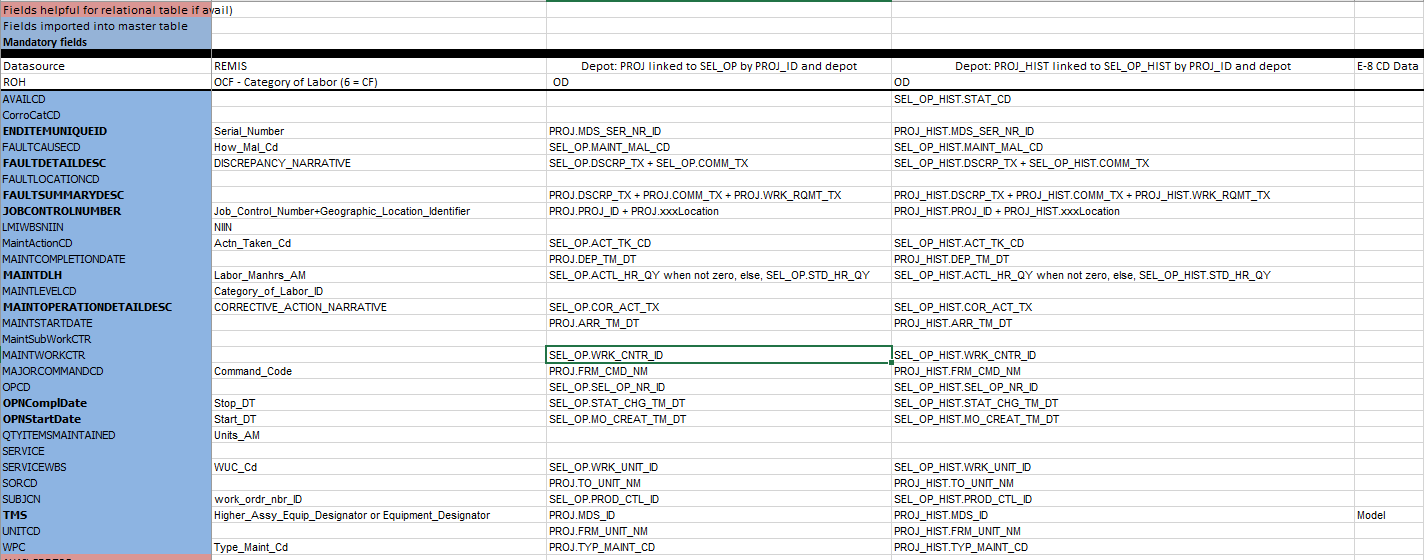 Fields helpful for relational table if avail)
Fields imported into master table
Mandatory fields
Datasource REMIS Depot: PROJ linked to SEL_OP by PROJ_ID and depot Depot: PROJ_HIST linked to SEL_OP_HIST by PROJ_ID and depot E-8 CD Data
ROH OCF - Category of Labor (6 = CF) OD OD
AVAILCD SEL_OP_HIST.STAT_CD
CorroCatCD
ENDITEMUNIQUEID Serial_Number PROJ.MDS_SER_NR_ID PROJ_HIST.MDS_SER_NR_ID
FAULTCAUSECD How_Mal_Cd SEL_OP.MAINT_MAL_CD SEL_OP_HIST.MAINT_MAL_CD
FAULTDETAILDESC DISCREPANCY_NARRATIVE SEL_OP.DSCRP_TX + SEL_OP.COMM_TX SEL_OP_HIST.DSCRP_TX + SEL_OP_HIST.COMM_TX
FAULTLOCATIONCD
FAULTSUMMARYDESC PROJ.DSCRP_TX + PROJ.COMM_TX + PROJ.WRK_RQMT_TX PROJ_HIST.DSCRP_TX + PROJ_HIST.COMM_TX + PROJ_HIST.WRK_RQMT_TX
JOBCONTROLNUMBER Job_Control_Number+Geographic_Location_Identifier PROJ.PROJ_ID + PROJ.xxxLocation PROJ_HIST.PROJ_ID + PROJ_HIST.xxxLocation
LMIWBSNIIN NIIN
MaintActionCD Actn_Taken_Cd SEL_OP.ACT_TK_CD SEL_OP_HIST.ACT_TK_CD
MAINTCOMPLETIONDATE PROJ.DEP_TM_DT PROJ_HIST.DEP_TM_DT
MAINTDLH Labor_Manhrs_AM SEL_OP.ACTL_HR_QY when not zero, else, SEL_OP.STD_HR_QY SEL_OP_HIST.ACTL_HR_QY when not zero, else, SEL_OP_HIST.STD_HR_QY
MAINTLEVELCD Category_of_Labor_ID
MAINTOPERATIONDETAILDESC CORRECTIVE_ACTION_NARRATIVE SEL_OP.COR_ACT_TX SEL_OP_HIST.COR_ACT_TX
MAINTSTARTDATE PROJ.ARR_TM_DT PROJ_HIST.ARR_TM_DT
MaintSubWorkCTR
MAINTWORKCTR SEL_OP.WRK_CNTR_ID SEL_OP_HIST.WRK_CNTR_ID
MAJORCOMMANDCD Command_Code PROJ.FRM_CMD_NM PROJ_HIST.FRM_CMD_NM
OPCD SEL_OP.SEL_OP_NR_ID SEL_OP_HIST.SEL_OP_NR_ID
OPNComplDate Stop_DT SEL_OP.STAT_CHG_TM_DT SEL_OP_HIST.STAT_CHG_TM_DT
OPNStartDate Start_DT SEL_OP.MO_CREAT_TM_DT SEL_OP_HIST.MO_CREAT_TM_DT
QTYITEMSMAINTAINED Units_AM
SERVICE
SERVICEWBS WUC_Cd SEL_OP.WRK_UNIT_ID SEL_OP_HIST.WRK_UNIT_ID
SORCD PROJ.TO_UNIT_NM PROJ_HIST.TO_UNIT_NM
SUBJCN work_ordr_nbr_ID SEL_OP.PROD_CTL_ID SEL_OP_HIST.PROD_CTL_ID
TMS Higher_Assy_Equip_Designator or Equipment_Designator PROJ.MDS_ID PROJ_HIST.MDS_ID Model
UNITCD PROJ.FRM_UNIT_NM PROJ_HIST.FRM_UNIT_NM
WPC Type_Maint_Cd PROJ.TYP_MAINT_CD PROJ_HIST.TYP_MAINT_CD